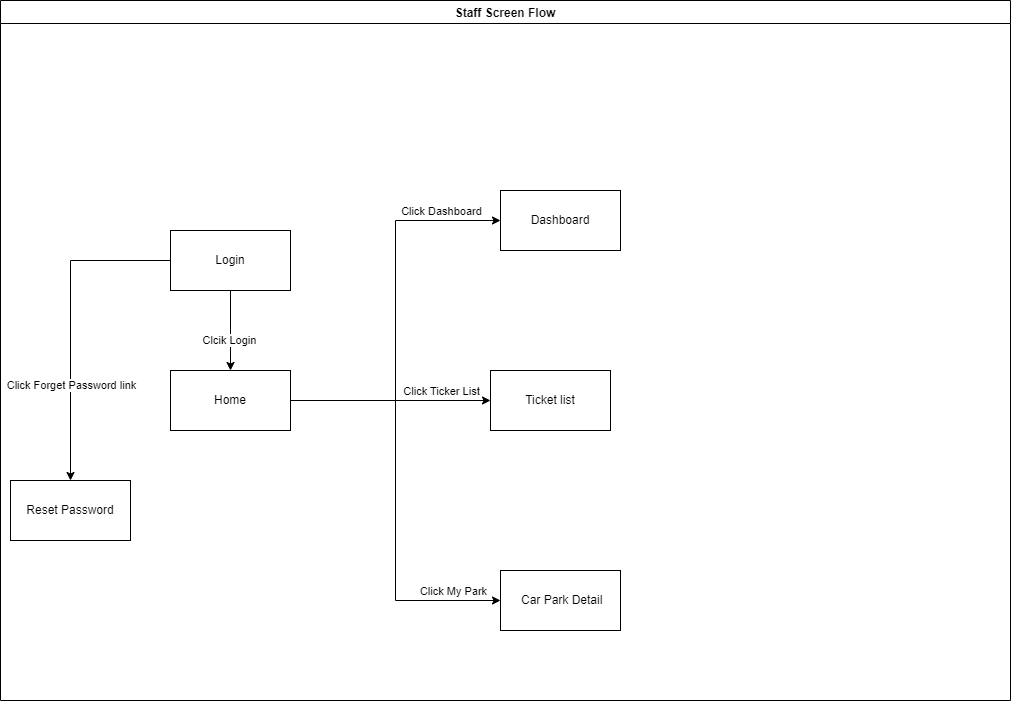 Staff Screen Flow
Click Dashboard
Dashboard
Login
Clcik Login
Click Forget Password link
Click Ticker List
Home
Ticket list
Reset Password
Click My Park
Car Park Detail